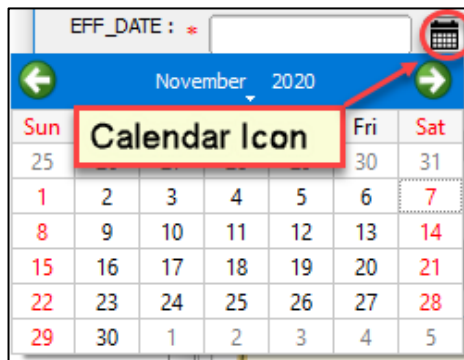 EFF_DATE : *
November 2020
Calendar Icon
Sun Fri Sat
25 30 31
1 2 3 4 5 6 7
8 9 10 11 12 13 14
15 16 17 18 19 20 21
22 23 24 25 26 27 28
29 30 1 2 3 4 5